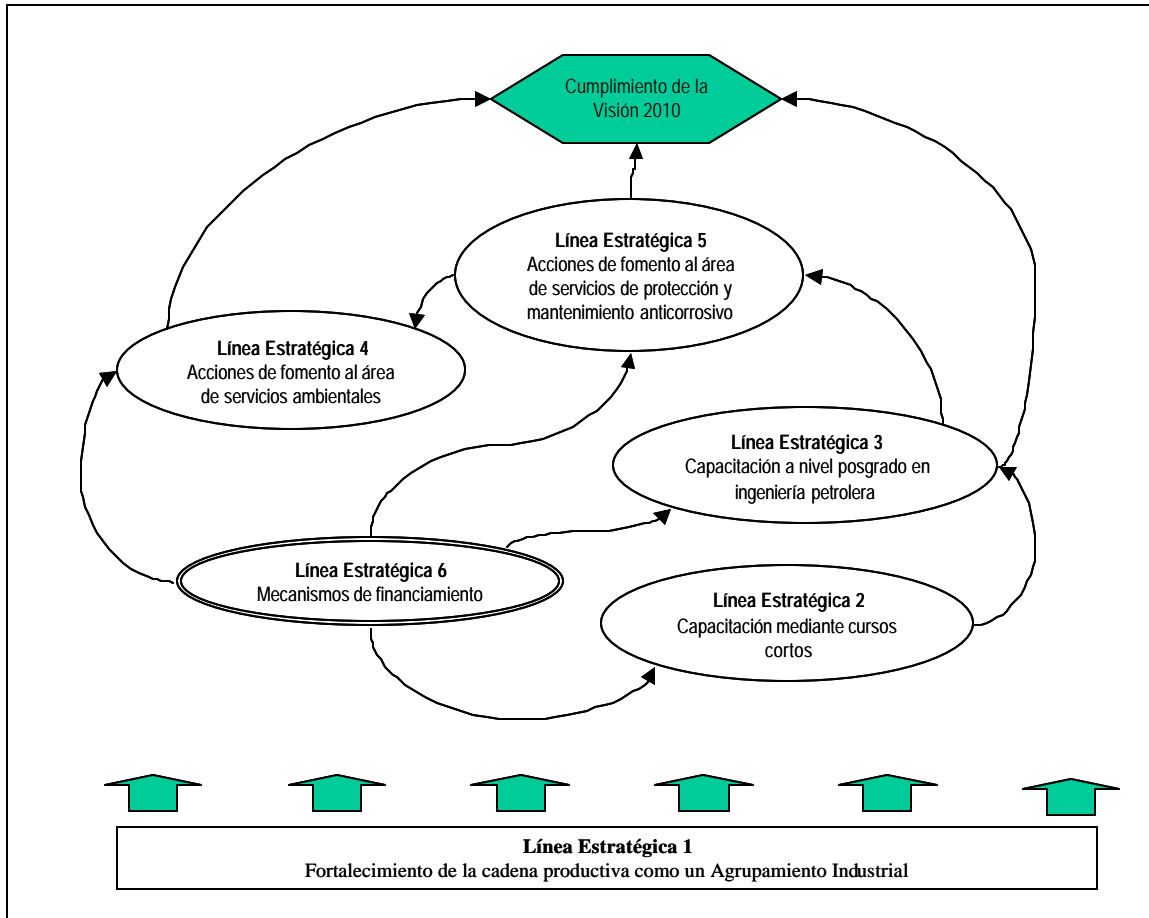 Cumplimiento de la
Visión 2010
Línea Estratégica 5
Acciones de fomento al área
de servicios de protección y
mantenimiento anticorrosivo
Línea Estratégica 4
Acciones de fomento al área
de servicios ambientales
Línea Estratégica 3
Capacitación a nivel posgrado en
ingeniería petrolera
Línea Estratégica 6
Mecanismos de financiamiento
Línea Estratégica 2
Capacitación mediante cursos
cortos
Línea Estratégica 1
Fortalecimiento de la cadena productiva como un Agrupamiento Industrial